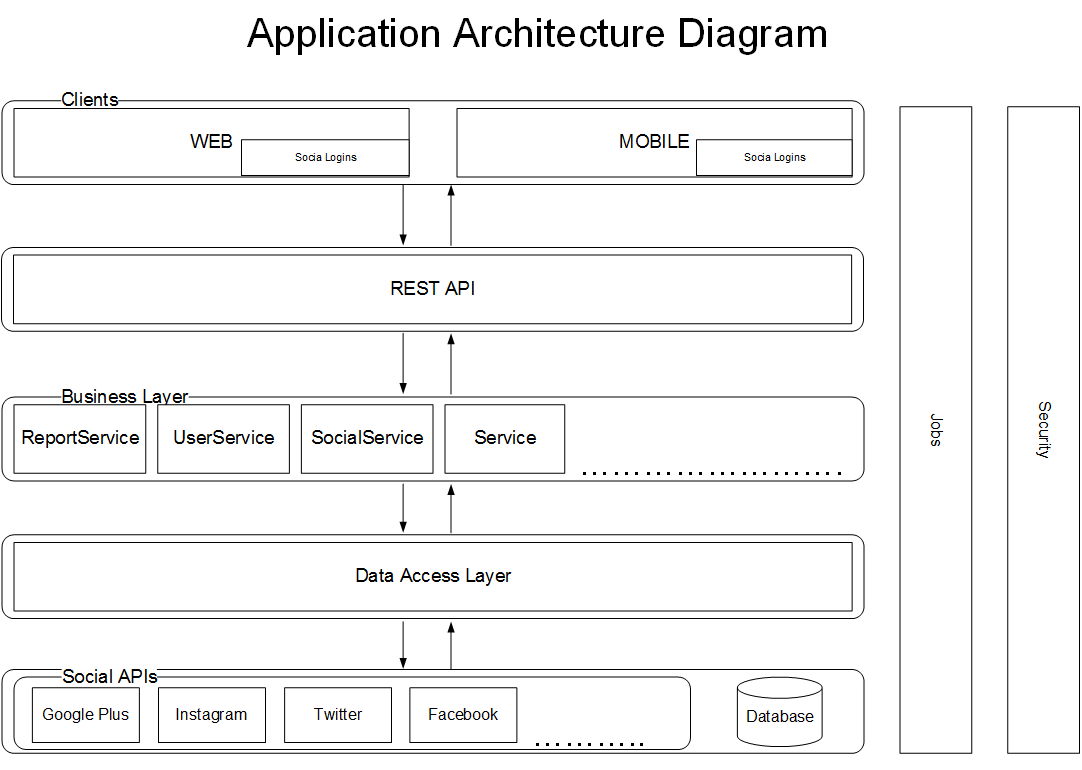 Application Architecture Diagram
Clients
WEB
Socia Logins
MOBILE
Socia Logins
REST API
Business Layer
ReportService
UserService
SocialService
Service
Data Access Layer
Social APIs
Google Plus
Instagram
Twitter
Facebook
Database
Jobs
Security